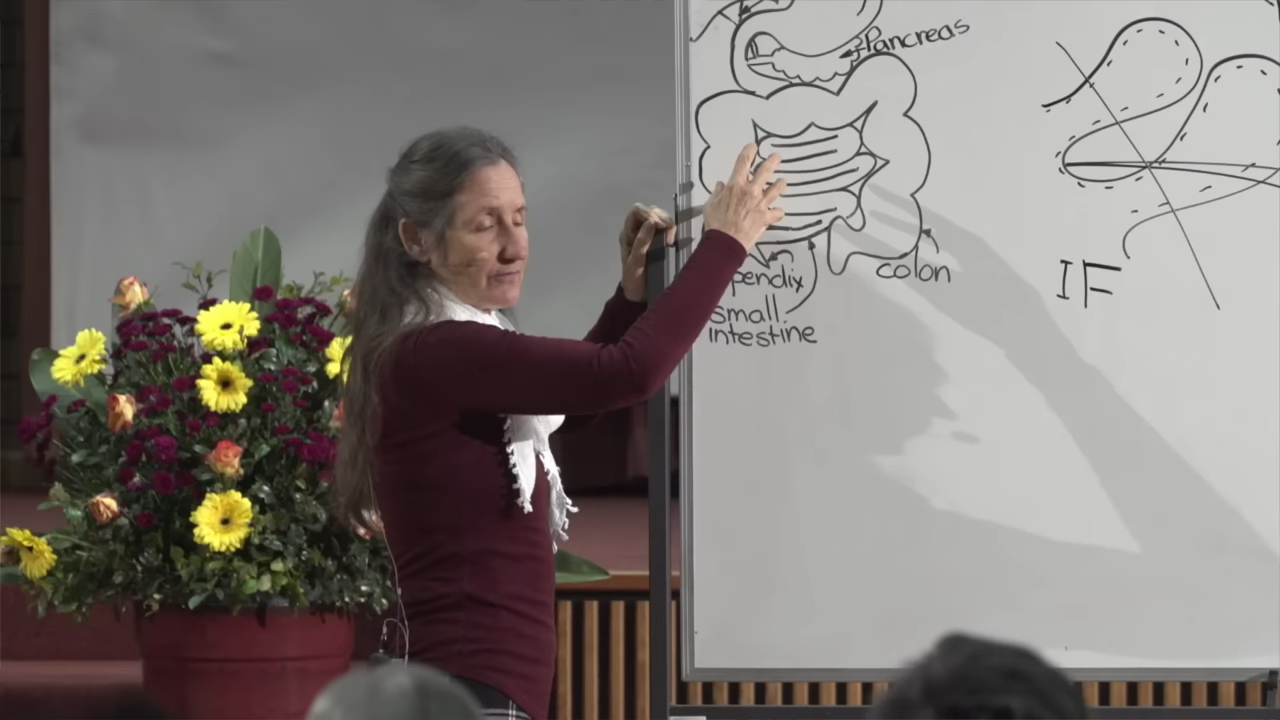 Pancreas
colon
pendix
small
intestine
IF